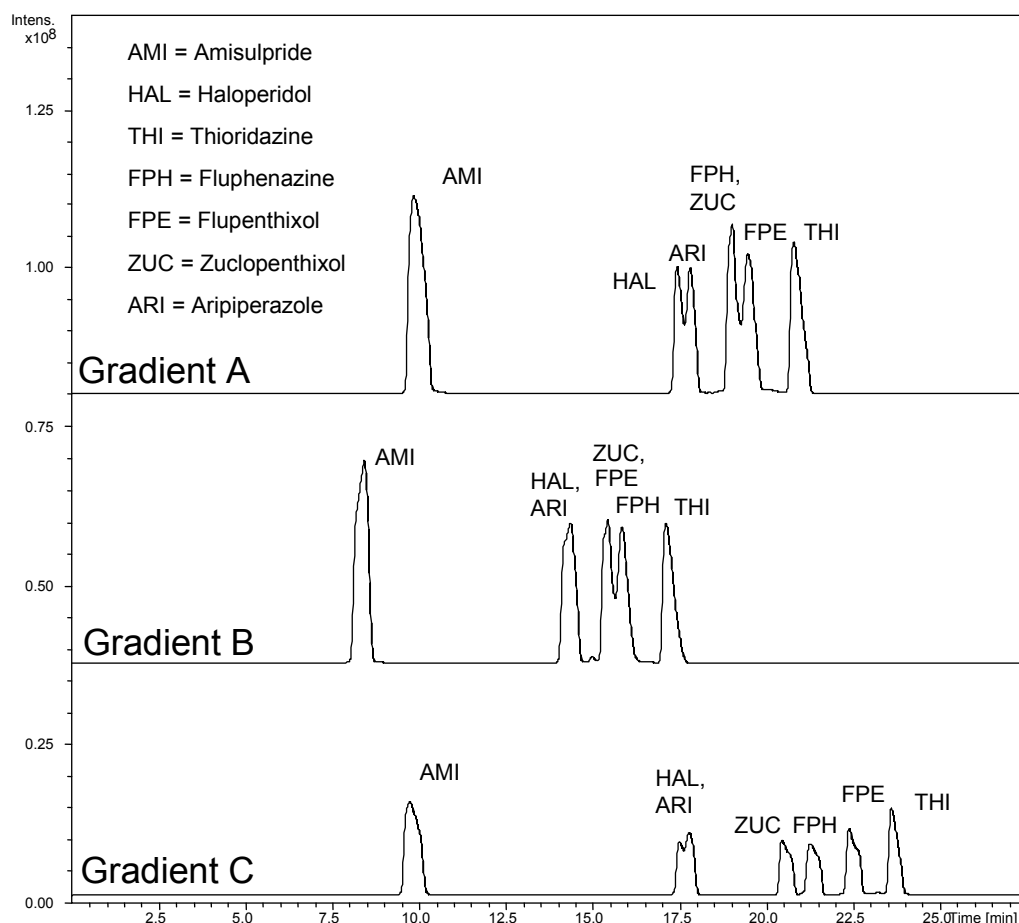 Intens.
x10⁸
AMI = Amisulpride
HAL = Haloperidol
THI = Thioridazine
FPH = Fluphenazine
FPE = Flupenthixol
ZUC = Zuclopenthixol
ARI = Aripiperazole
1.25
1.00
0.75
0.50
0.25
0.00
AMI
HAL
ARI
FPH,
ZUC
FPE
THI
Gradient A
AMI
HAL,
ARI
ZUC,
FPE
FPH
THI
Gradient B
AMI
HAL,
ARI
ZUC
FPH
FPE
THI
Gradient C
2.5 5.0 7.5 10.0 12.5 15.0 17.5 20.0 22.5 25.0 Time [min]